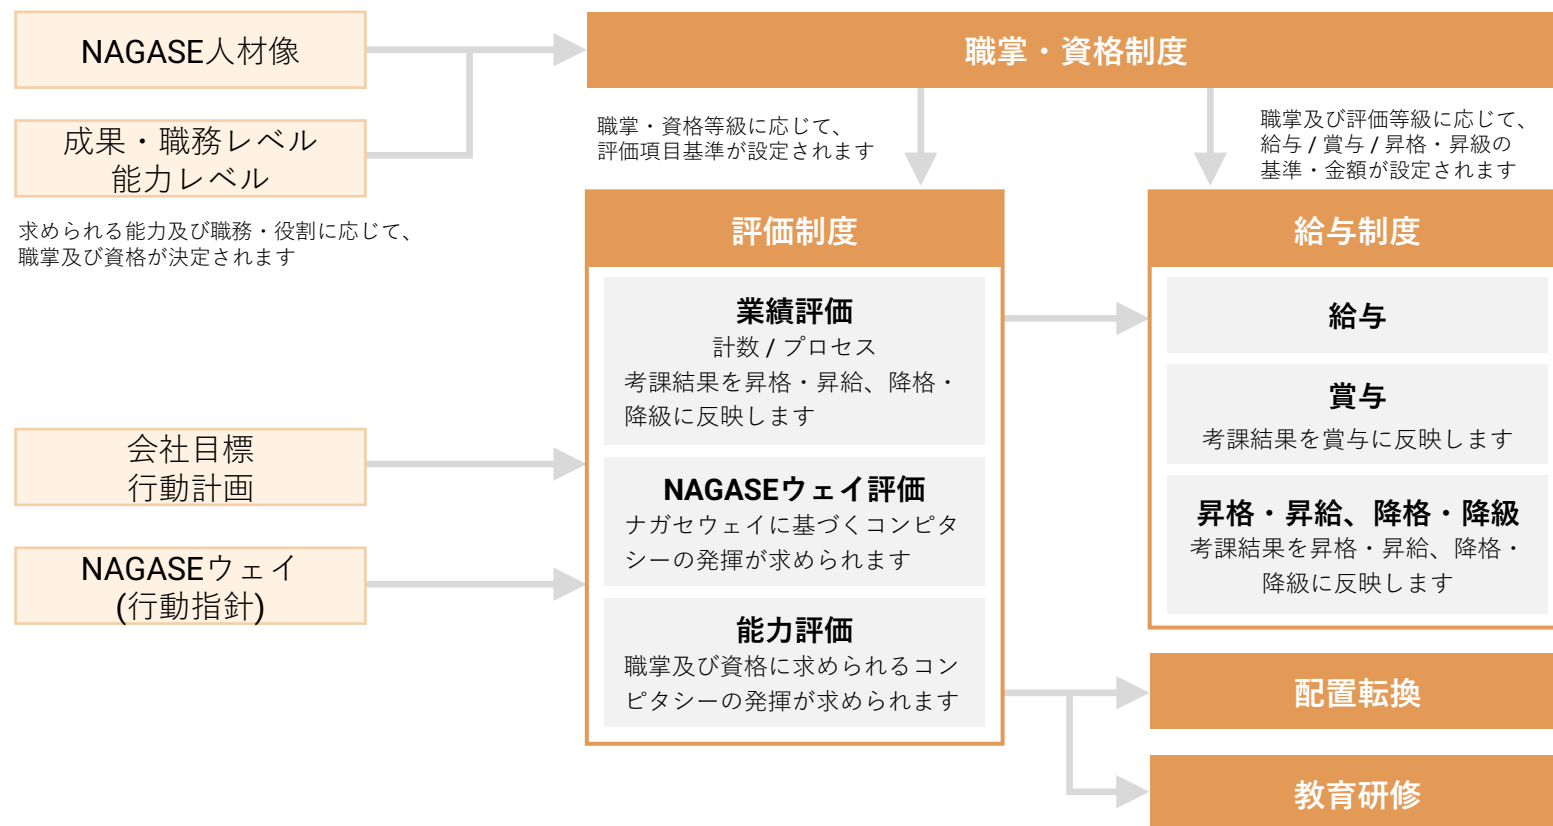 NAGASE人材像
成果・職務レベル
能力レベル
求められる能力及び職務・役割に応じて、
職掌及び資格が決定されます
職掌・資格制度
職掌・資格等級に応じて、
評価項目基準が設定されます
職掌及び評価等級に応じて、
給与 / 賞与 / 昇格・昇級の
基準・金額が設定されます
会社目標
行動計画
NAGASEウェイ
(行動指針)
評価制度
業績評価
計数 / プロセス
考課結果を昇格・昇給、降格・
降級に反映します
NAGASEウェイ評価
ナガセウェイに基づくコンピタ
シーの発揮が求められます
能力評価
職掌及び資格に求められるコン
ピタシーの発揮が求められます
給与制度
給与
賞与
考課結果を賞与に反映します
昇格・昇給、降格・降級
考課結果を昇格・昇給、降格・
降級に反映します
配置転換
教育研修